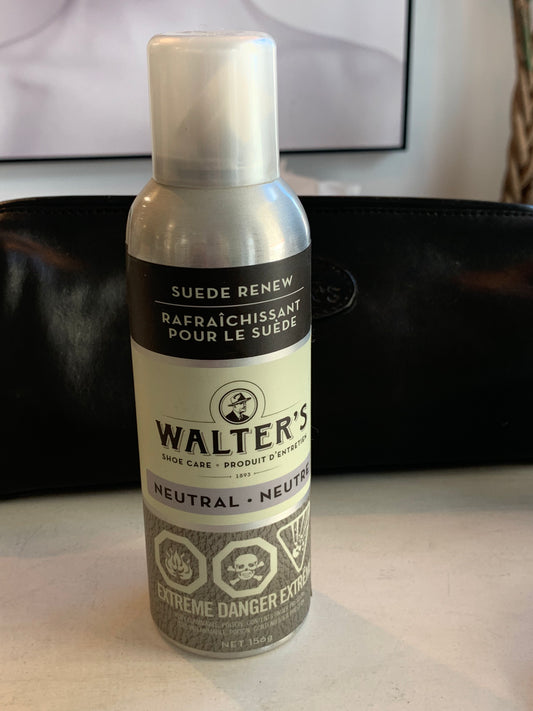 SUEDE RENEW
RAFRAÎCHISSANT
POUR LE SUÈDE
WALTER'S
SHOE CARE • PRODUIT D'ENTRETIEN
1893
NEUTRAL • NEUTRE
EXTREME DANGER EXTRÊME
NET 156g